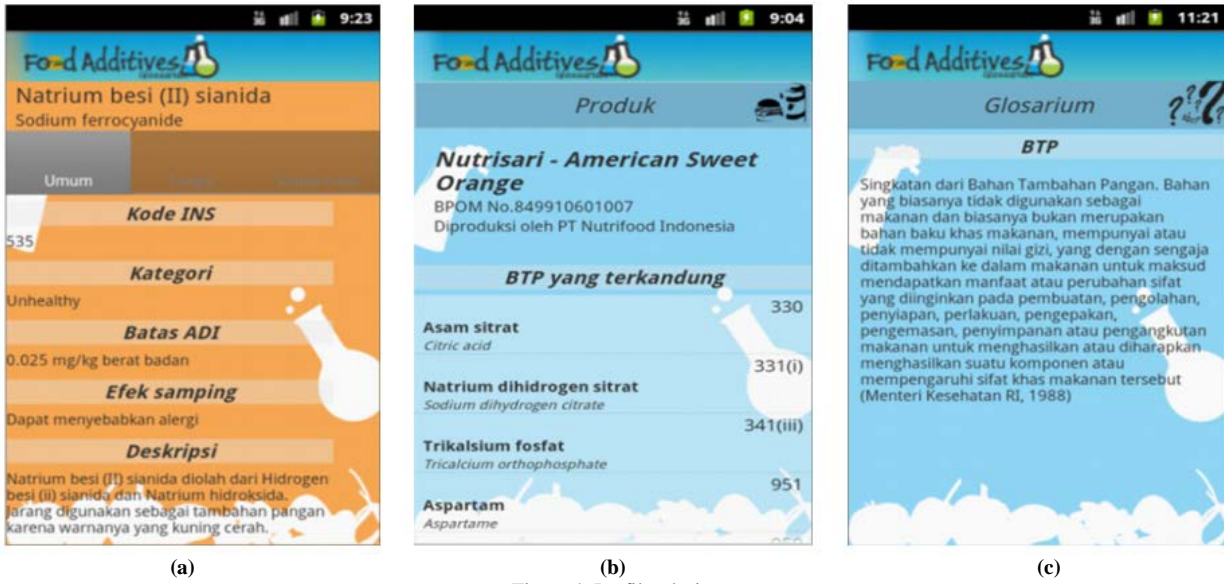 9:23
Food Additives
Natrium besi (II) sianida
Sodium ferrocyanide
Umum
Kode INS
535
Kategori
Unhealthy
Batas ADI
0.025 mg/kg berat badan
Efek samping
Dapat menyebabkan alergi
Deskripsi
Natrium besi (II) sianida diolah dari Hidrogen
besi (ii) sianida dan Natrium hidroksida.
Jarang digunakan sebagai tambahan pangan
karena warnanya yang kuning cerah.
(a)
3G
9:04
Food Additives
Produk
Nutrisari - American Sweet
Orange
BPOM No.849910601007
Diproduksi oleh PT Nutrifood Indonesia
BTP yang terkandung
330
Asam sitrat
Citric acid
331(i)
Natrium dihidrogen sitrat
Sodium dihydrogen citrate
341(iii)
Trikalsium fosfat
Tricalcium orthophosphate
951
Aspartam
Aspartame
(b)
3G
11:21
Food Additives
Glosarium
BTP
Singkatan dari Bahan Tambahan Pangan. Bahan
yang biasanya tidak digunakan sebagai
makanan dan biasanya bukan merupakan
bahan baku khas makanan, mempunyai atau
tidak mempunyai nilai gizi, yang dengan sengaja
ditambahkan ke dalam makanan untuk maksud
mendapatkan manfaat atau perubahan sifat
yang diinginkan pada pembuatan, pengolahan,
penyiapan, perlakuan, pengepakan,
pengemasan, penyimpanan atau pengangkutan
makanan untuk menghasilkan atau diharapkan
menghasilkan suatu komponen atau
mempengaruhi sifat khas makanan tersebut
(Menteri Kesehatan RI, 1988)
(c)